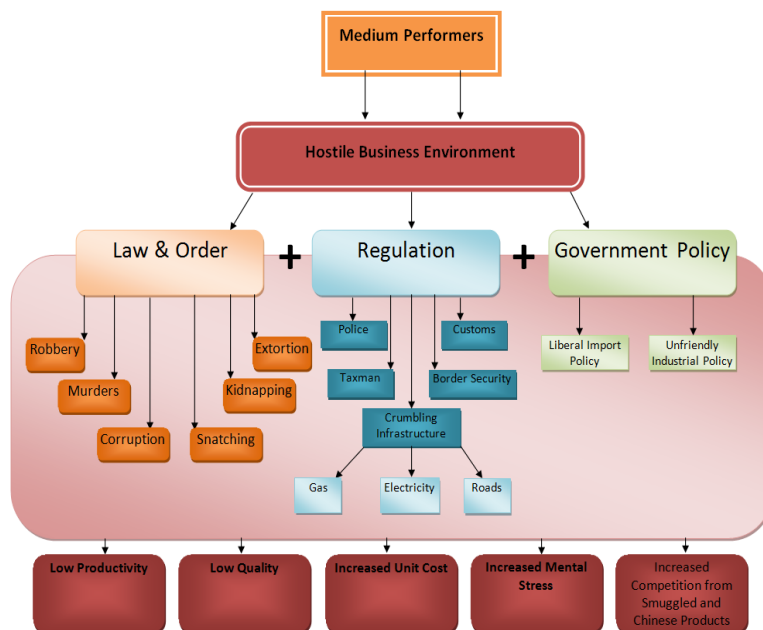 Medium Performers
Hostile Business Environment
Law & Order
+
Regulation
+
Government Policy
Robbery
Murders
Corruption
Snatching
Kidnapping
Extortion
Police
Customs
Taxman
Border Security
Crumbling
Infrastructure
Gas
Electricity
Roads
Liberal Import
Policy
Unfriendly
Industrial Policy
Low Productivity
Low Quality
Increased Unit Cost
Increased Mental
Stress
Increased
Competition from
Smuggled and
Chinese Products